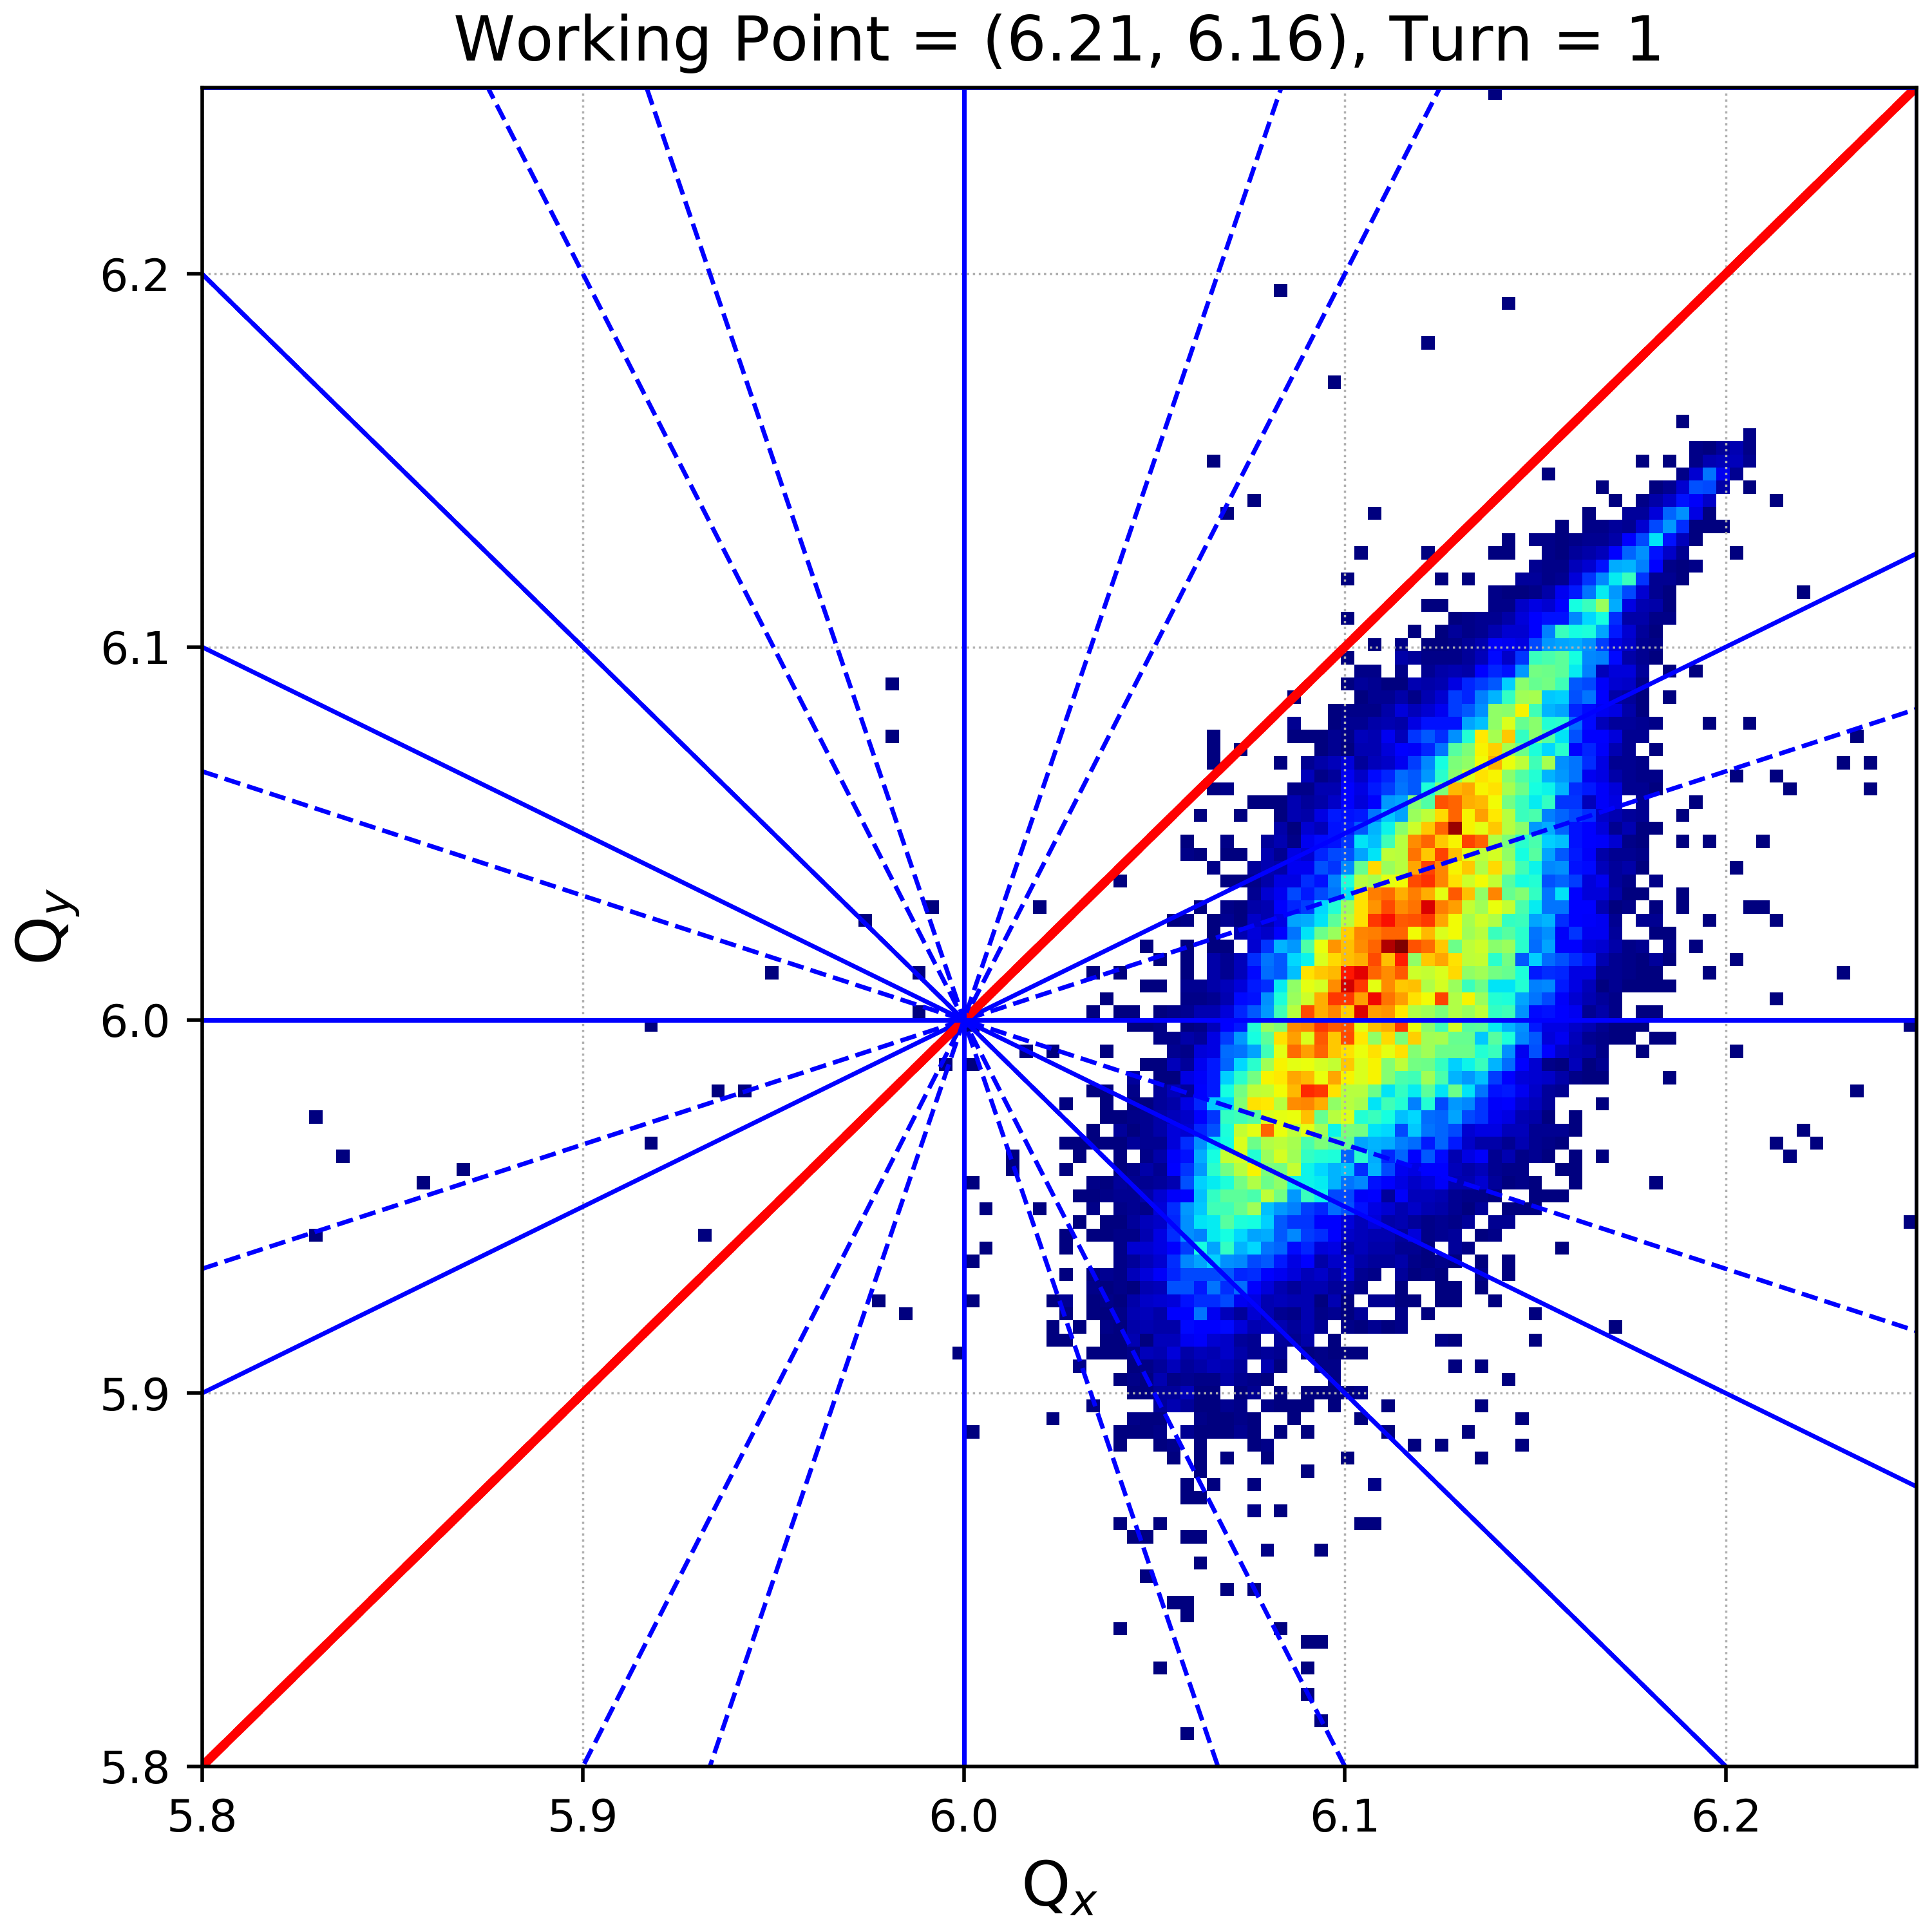 Working Point = (6.21, 6.16), Turn = 1
6.2
6.1
6.0
5.9
5.8
Qy
5.8 5.9 6.0 6.1 6.2
Qx